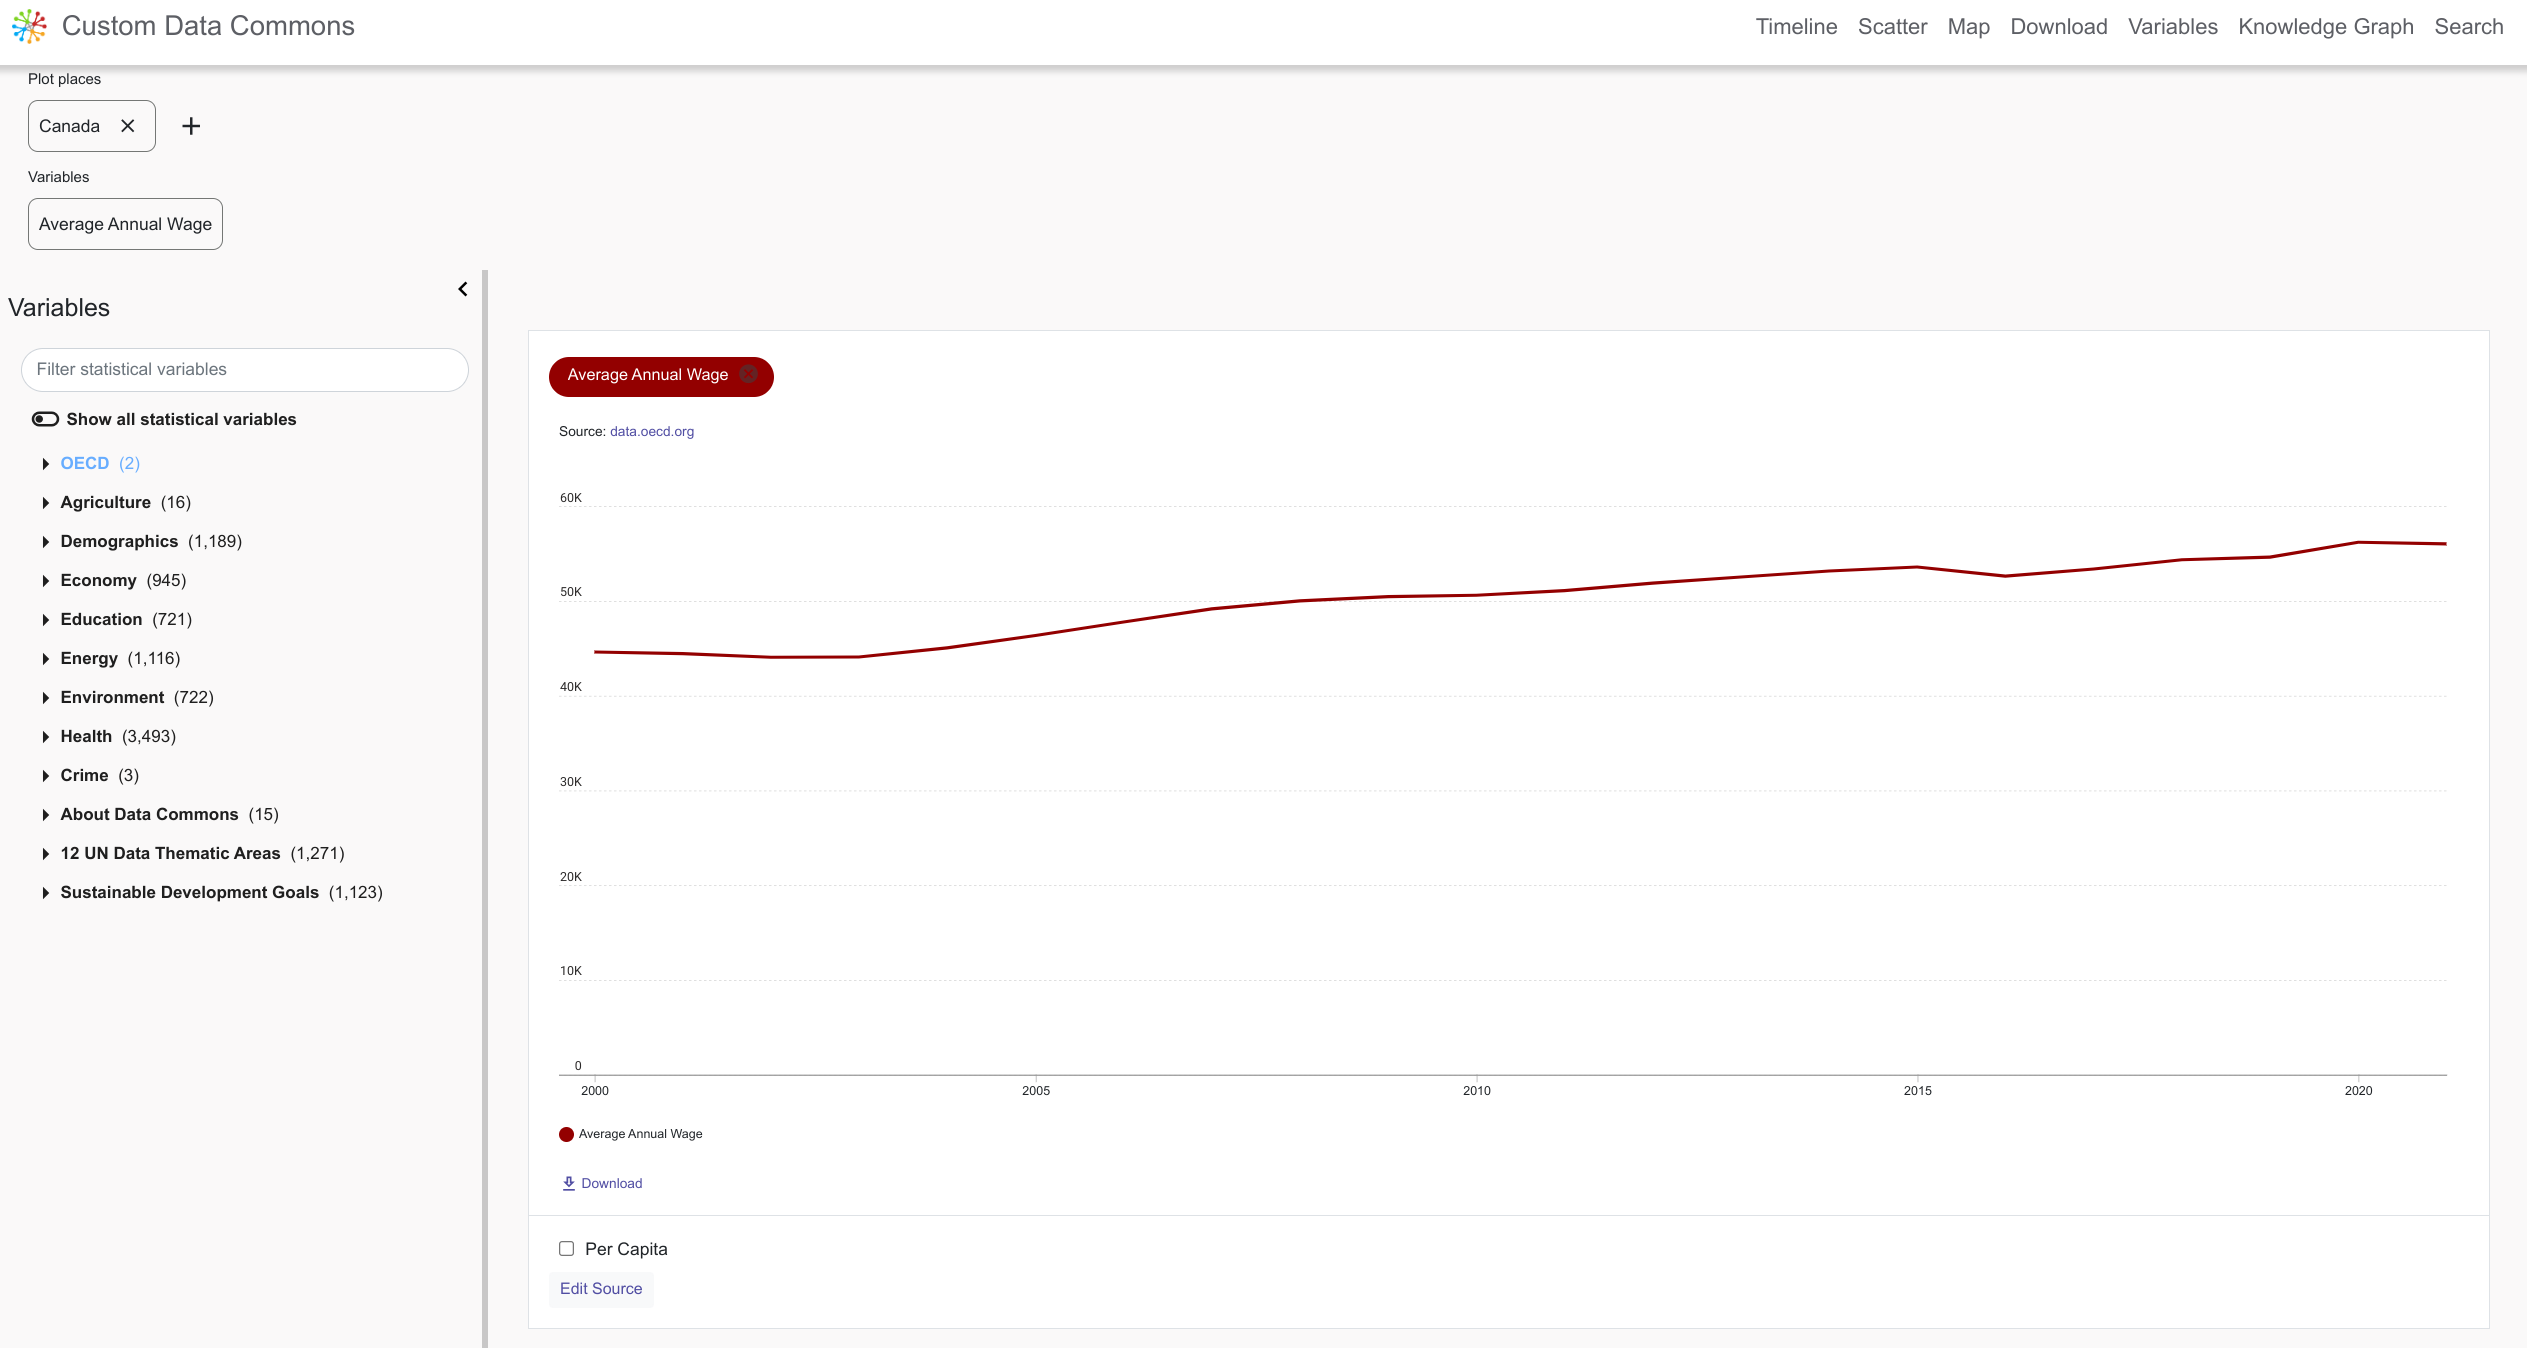 Custom Data Commons
Timeline Scatter Map Download Variables Knowledge Graph Search
Plot places
Canada
Variables
Average Annual Wage
Variables
Filter statistical variables
Show all statistical variables
OECD (2)
Agriculture (16)
Demographics (1,189)
Economy (945)
Education (721)
Energy (1,116)
Environment (722)
Health (3,493)
Crime (3)
About Data Commons (15)
12 UN Data Thematic Areas (1,271)
Sustainable Development Goals (1,123)
Average Annual Wage
Source: data.oecd.org
60K
50K
40K
30K
20K
10K
0
2000 2005 2010 2015 2020
Average Annual Wage
Download
Per Capita
Edit Source